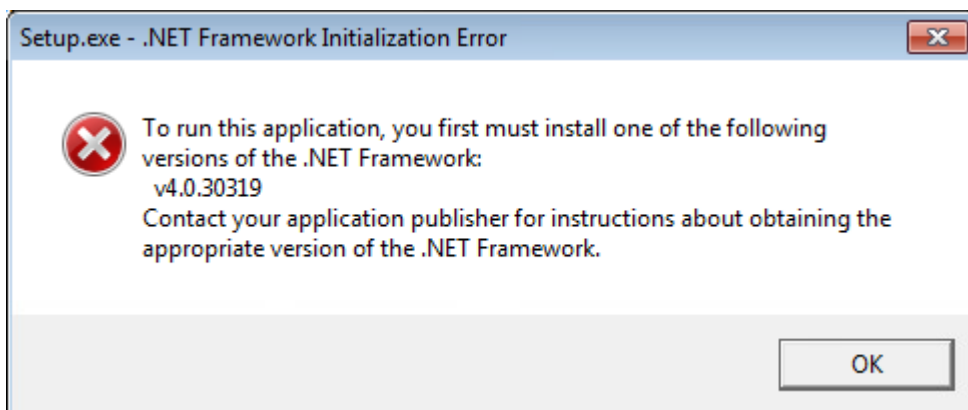 Setup.exe - .NET Framework Initialization Error
To run this application, you first must install one of the following
versions of the .NET Framework:
v4.0.30319
Contact your application publisher for instructions about obtaining the
appropriate version of the .NET Framework.
OK